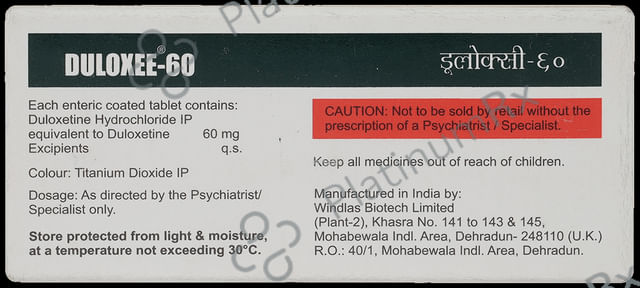 DULOXEE®-60
डूलोक्सी-६०
Each enteric coated tablet contains:
Duloxetine Hydrochloride IP
equivalent to Duloxetine 60 mg
Excipients q.s.
Colour: Titanium Dioxide IP
Dosage: As directed by the Psychiatrist/
Specialist only.
Store protected from light & moisture,
at a temperature not exceeding 30°C.
CAUTION: Not to be sold by retail without the
prescription of a Psychiatrist / Specialist.
Keep all medicines out of reach of children.
Manufactured in India by:
Windlas Biotech Limited
(Plant-2), Khasra No. 141 to 143 & 145,
Mohabewala Indl. Area, Dehradun- 248110 (U.K.)
R.O.: 40/1, Mohabewala Indl. Area, Dehradun.
PlatinumRx